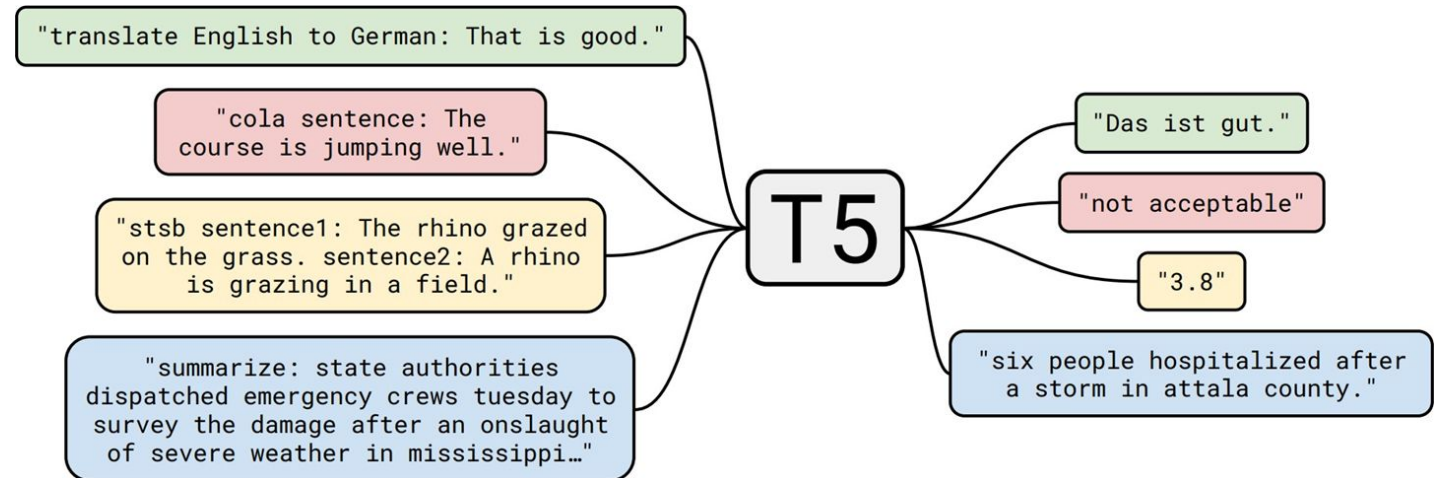 "translate English to German: That is good."
"cola sentence: The
course is jumping well."
"stsb sentence1: The rhino grazed
on the grass. sentence2: A rhino
is grazing in a field."
"summarize: state authorities
dispatched emergency crews tuesday to
survey the damage after an onslaught
of severe weather in mississippi…"
T5
"Das ist gut."
"not acceptable"
"3.8"
"six people hospitalized after
a storm in attala county."